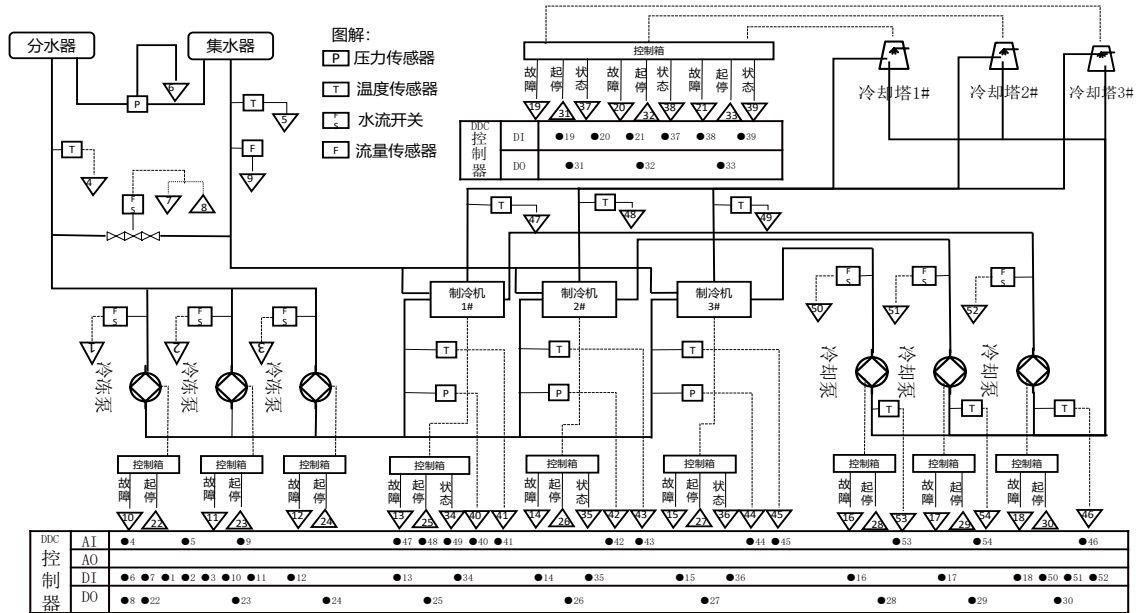 分水器
集水器
图解：
P 压力传感器
T 温度传感器
FS 水流开关
F 流量传感器
控制箱
故障 起停 状态 故障 起停 状态 故障 起停 状态
19 31 37 20 32 38 21 33 39
DDC控制器
DI ●19 ●20 ●21 ●37 ●38 ●39
DO ●31 ●32 ●33
冷却塔1# 冷却塔2# 冷却塔3#
P 6
T 5
T 4
F 9
FS 7 8
T 47 T 48 T 49
制冷机 1#
制冷机 2#
制冷机 3#
FS FS FS
1 2 3
FS FS FS
50 51 52
冷冻泵 冷冻泵 冷冻泵
冷却泵 冷却泵 冷却泵
T T T
P P P
T T T
控制箱 控制箱 控制箱 控制箱 控制箱 控制箱 控制箱 控制箱 控制箱
故障 起停 故障 起停 故障 起停 故障 起停 状态 故障 起停 状态 故障 起停 状态 故障 起停 故障 起停 故障 起停
10 22 11 23 12 24 13 25 34 40 41 14 26 35 42 43 15 27 36 44 45 16 28 53 17 29 54 18 30 46
DDC控制器
AI ●4 ●5 ●9 ●47 ●48 ●49 ●40 ●41 ●42 ●43 ●44 ●45 ●53 ●54 ●46
AO
DI ●6 ●7 ●1 ●2 ●3 ●10 ●11 ●12 ●13 ●34 ●14 ●35 ●15 ●36 ●16 ●17 ●18 ●50 ●51 ●52
DO ●8 ●22 ●23 ●24 ●25 ●26 ●27 ●28 ●29 ●30